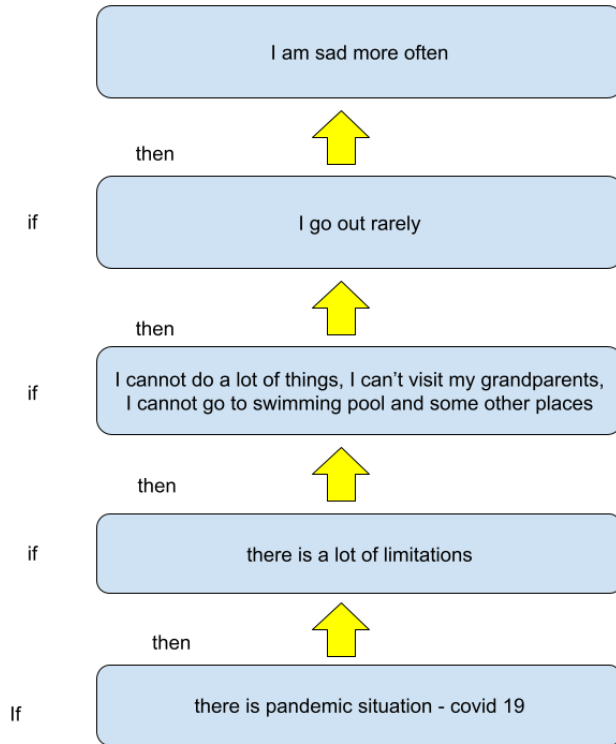 I am sad more often
then
if
I go out rarely
then
if
I cannot do a lot of things, I can’t visit my grandparents,
I cannot go to swimming pool and some other places
then
if
there is a lot of limitations
then
If
there is pandemic situation - covid 19